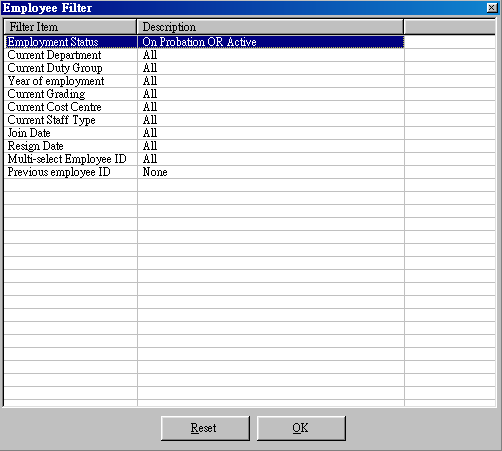 Employee Filter
Filter Item Description
Employment Status On Probation OR Active
Current Department All
Current Duty Group All
Year of employment All
Current Grading All
Current Cost Centre All
Current Staff Type All
Join Date All
Resign Date All
Multi-select Employee ID All
Previous employee ID None
Reset OK